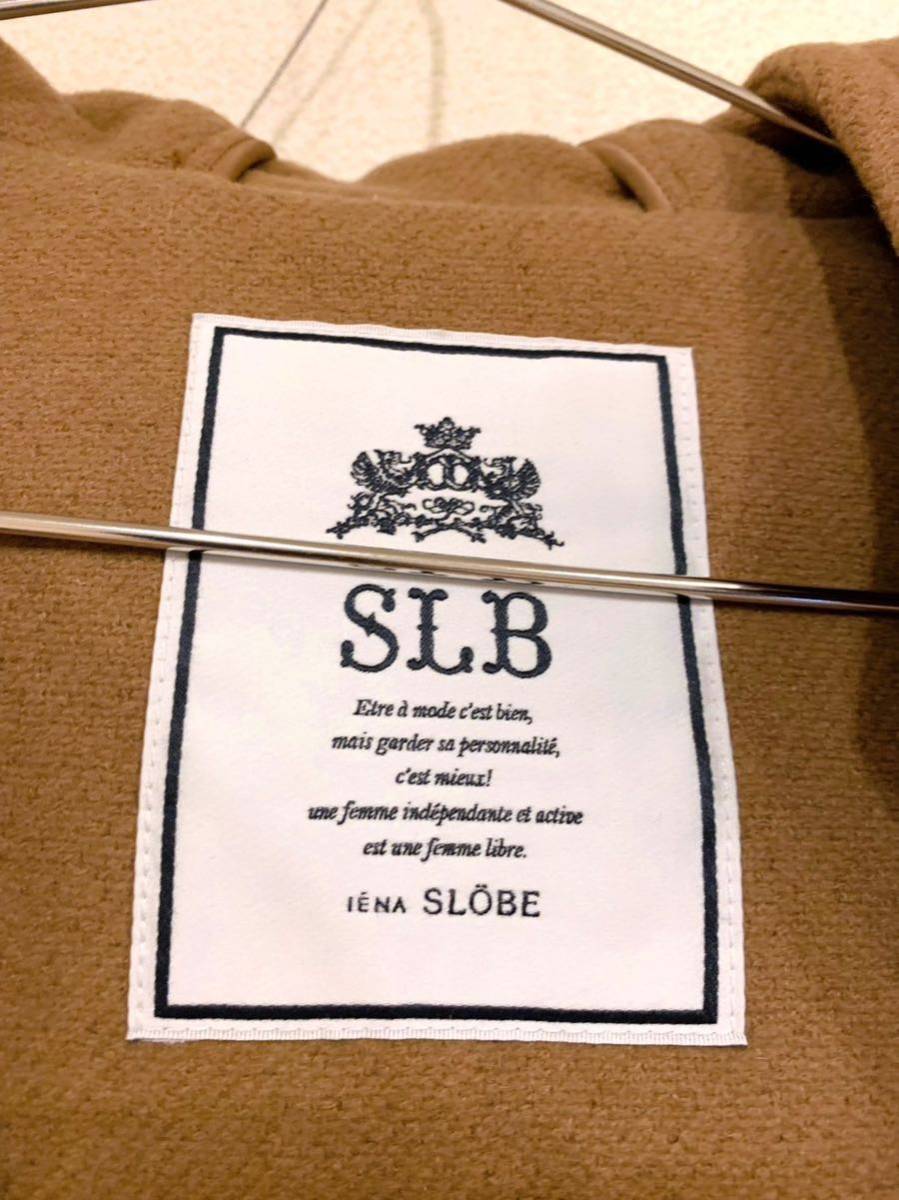 SLB
Etre à mode c'est bien,
mais garder sa personnalité,
c'est mieux!
une femme indépendante et active
est une femme libre.
IÉNA SLÖBE